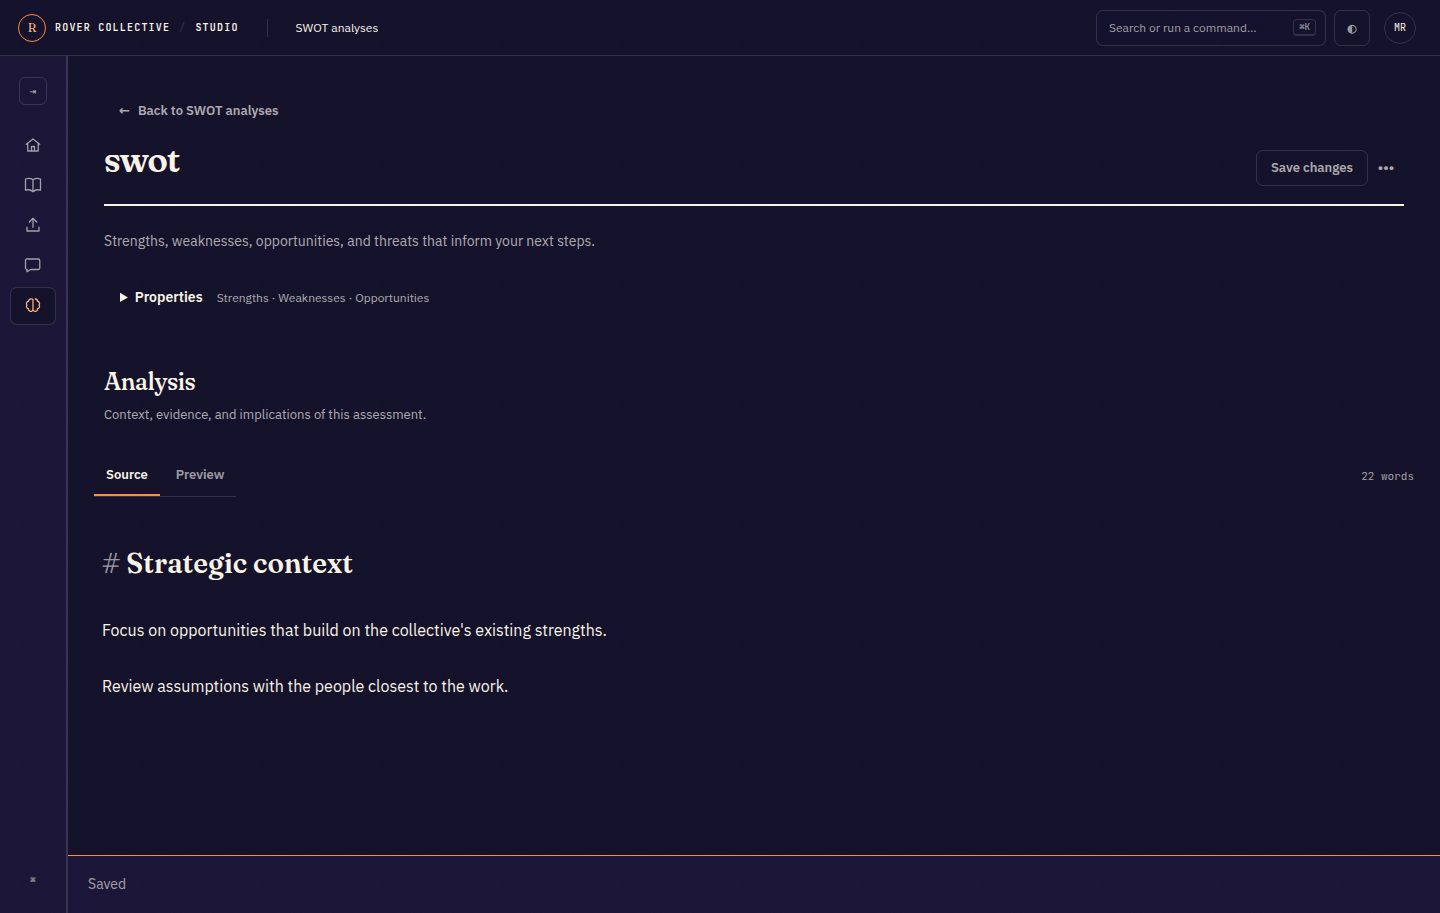 R ROVER COLLECTIVE / STUDIO SWOT analyses Search or run a command... ⌘K MR
← Back to SWOT analyses
swot
Save changes •••
Strengths, weaknesses, opportunities, and threats that inform your next steps.
Properties Strengths · Weaknesses · Opportunities
Analysis
Context, evidence, and implications of this assessment.
Source Preview 22 words
# Strategic context
Focus on opportunities that build on the collective's existing strengths.
Review assumptions with the people closest to the work.
⌘
Saved